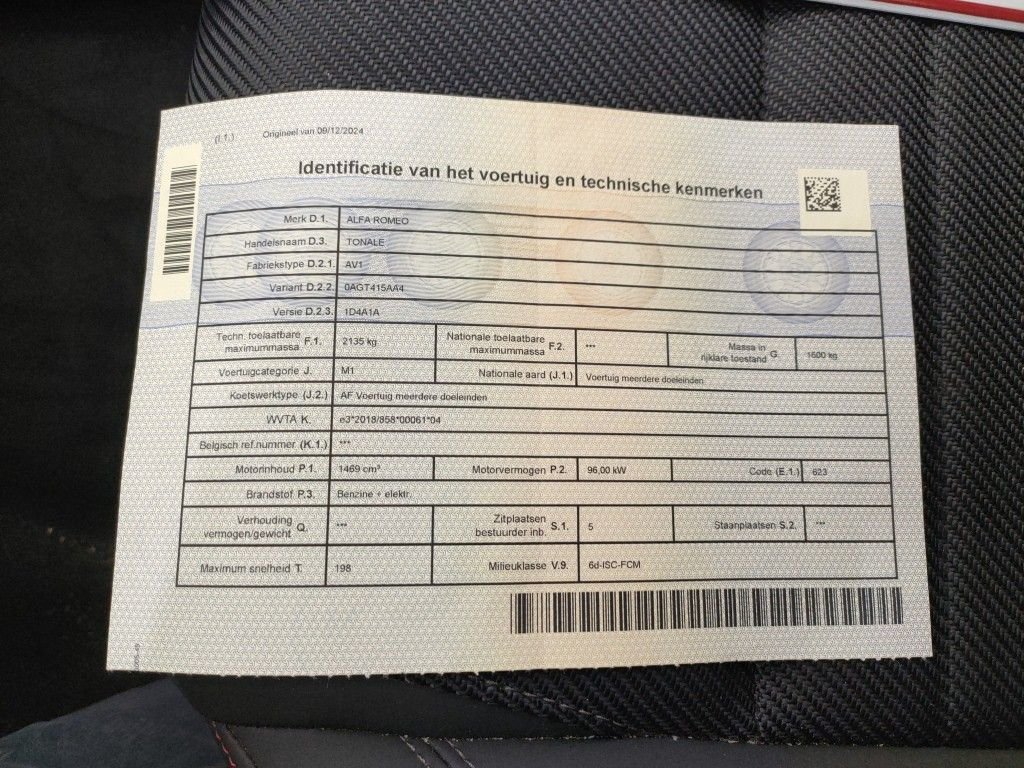 (I.1.) Origineel van 09/12/2024
Identificatie van het voertuig en technische kenmerken
Merk D.1. ALFA ROMEO
Handelsnaam D.3. TONALE
Fabriekstype D.2.1. AV1
Variant D.2.2. 0AGT415AA4
Versie D.2.3. 1D4A1A
Techn. toelaatbare maximummassa F.1. 2135 kg Nationale toelaatbare maximummassa F.2. *** Massa in rijklare toestand G. 1600 kg
Voertuigcategorie J. M1 Nationale aard (J.1.) Voertuig meerdere doeleinden
Koetswerktype (J.2.) AF Voertuig meerdere doeleinden
WVTA K. e3*2018/858*00061*04
Belgisch ref.nummer (K.1.) ***
Motorinhoud P.1. 1469 cm³ Motorvermogen P.2. 96,00 kW Code (E.1.) 623
Brandstof P.3. Benzine + elektr.
Verhouding vermogen/gewicht Q. *** Zitplaatsen bestuurder inb. S.1. 5 Staanplaatsen S.2. ***
Maximum snelheid T. 198 Milieuklasse V.9. 6d-ISC-FCM